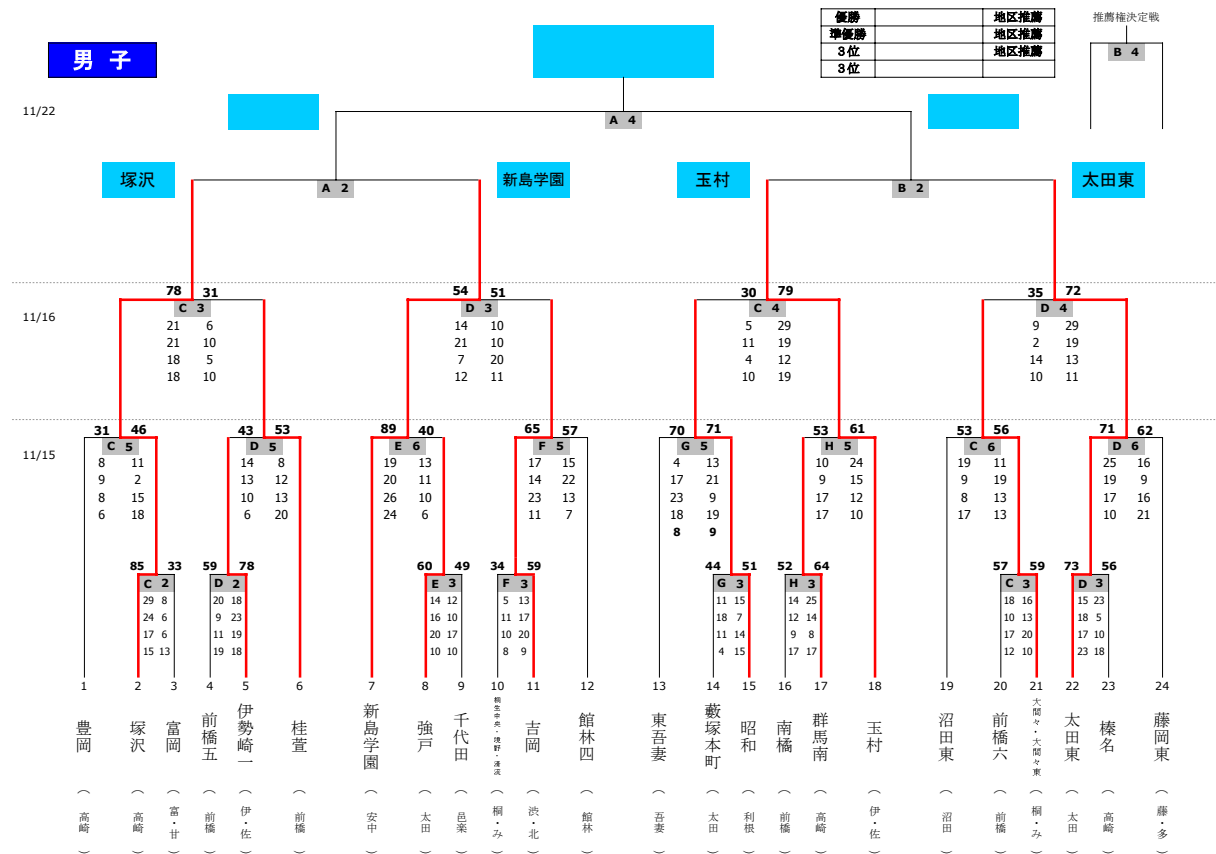 男 子
優勝 地区推薦
準優勝 地区推薦
3位 地区推薦
3位
推薦権決定戦
B 4
11/22
A 4
塚沢
A 2
新島学園
玉村
B 2
太田東
78 31 54 51 30 79 35 72
11/16
C 3 D 3 C 4 D 4
21 6 14 10 5 29 9 29
21 10 21 10 11 19 2 19
18 5 7 20 4 12 14 13
18 10 12 11 10 19 10 11
31 46 43 53 89 40 65 57 70 71 53 61 53 56 71 62
11/15
C 5 D 5 E 6 F 5 G 5 H 5 C 6 D 6
8 11 14 8 19 13 17 15 4 13 10 24 19 11 25 16
9 2 13 12 20 11 14 22 17 21 9 15 9 19 19 9
8 15 10 13 26 10 23 13 23 9 17 12 8 13 17 16
6 18 6 20 24 6 11 7 18 19 17 10 17 13 10 21
8 9
85 33 59 78 60 49 34 59 44 51 52 64 57 59 73 56
C 2 D 2 E 3 F 3 G 3 H 3 C 3 D 3
29 8 20 18 14 12 5 13 11 15 14 25 18 16 15 23
24 6 9 23 16 10 11 17 18 7 12 14 10 13 18 5
17 6 11 19 20 17 10 20 11 14 9 8 17 20 17 10
15 13 19 18 10 10 8 9 4 15 17 17 12 10 23 18
1 2 3 4 5 6 7 8 9 10 11 12 13 14 15 16 17 18 19 20 21 22 23 24
豊岡
（高崎）
塚沢
（高崎）
富岡
（富・甘）
前橋五
（前橋）
伊勢崎一
（伊・佐）
桂萱
（前橋）
新島学園
（安中）
強戸
（太田）
千代田
（邑楽）
桐生中央・境野・清流
（桐・み）
吉岡
（渋・北）
館林四
（館林）
東吾妻
（吾妻）
藪塚本町
（太田）
昭和
（利根）
南橘
（前橋）
群馬南
（高崎）
玉村
（伊・佐）
沼田東
（沼田）
前橋六
（前橋）
大間々・大間々東
（桐・み）
太田東
（太田）
榛名
（高崎）
藤岡東
（藤・多）